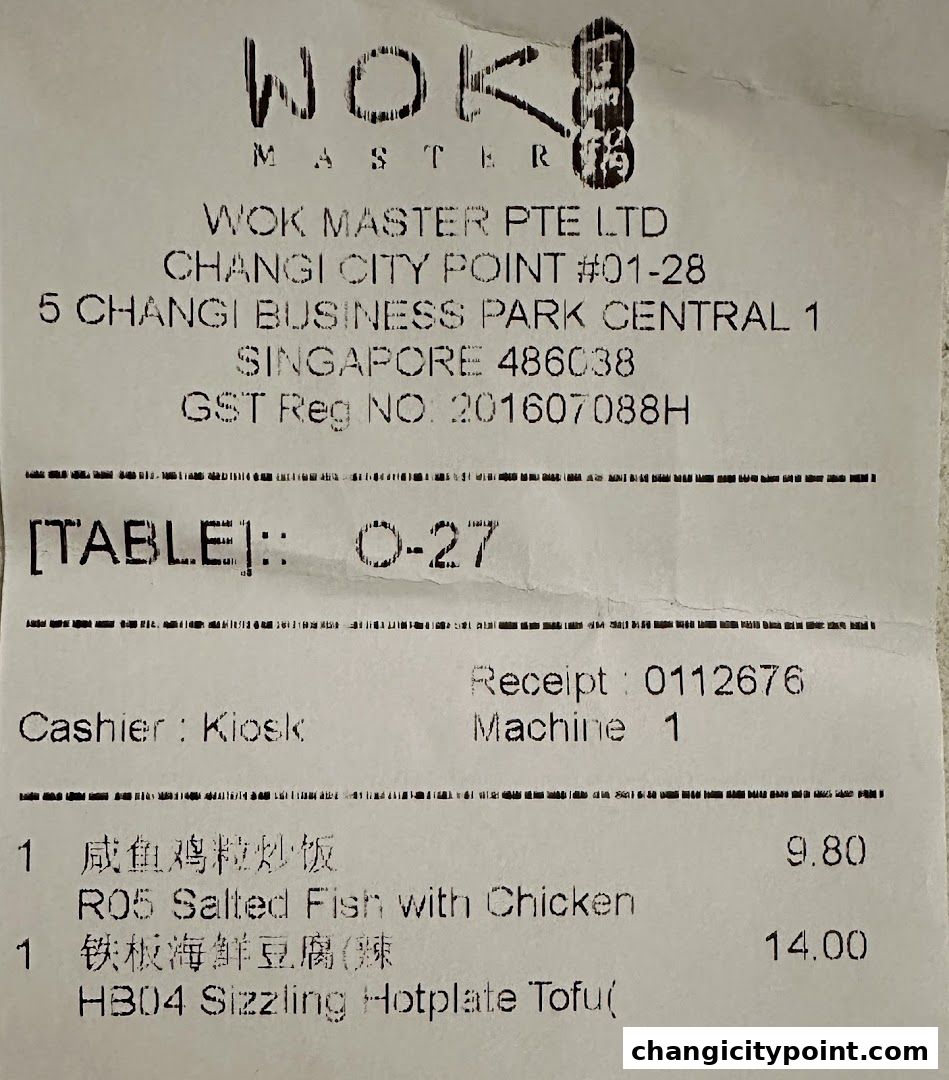 WOK
MASTER
WOK MASTER PTE LTD
CHANGI CITY POINT #01-28
5 CHANGI BUSINESS PARK CENTRAL 1
SINGAPORE 486038
GST Reg NO: 201607088H
[TABLE]:: O-27
Receipt : 0112676
Cashier : Kiosk Machine 1
1 咸鱼鸡粒炒饭 9.80
R05 Salted Fish with Chicken
1 铁板海鲜豆腐(辣 14.00
HB04 Sizzling Hotplate Tofu(
changicitypoint.com